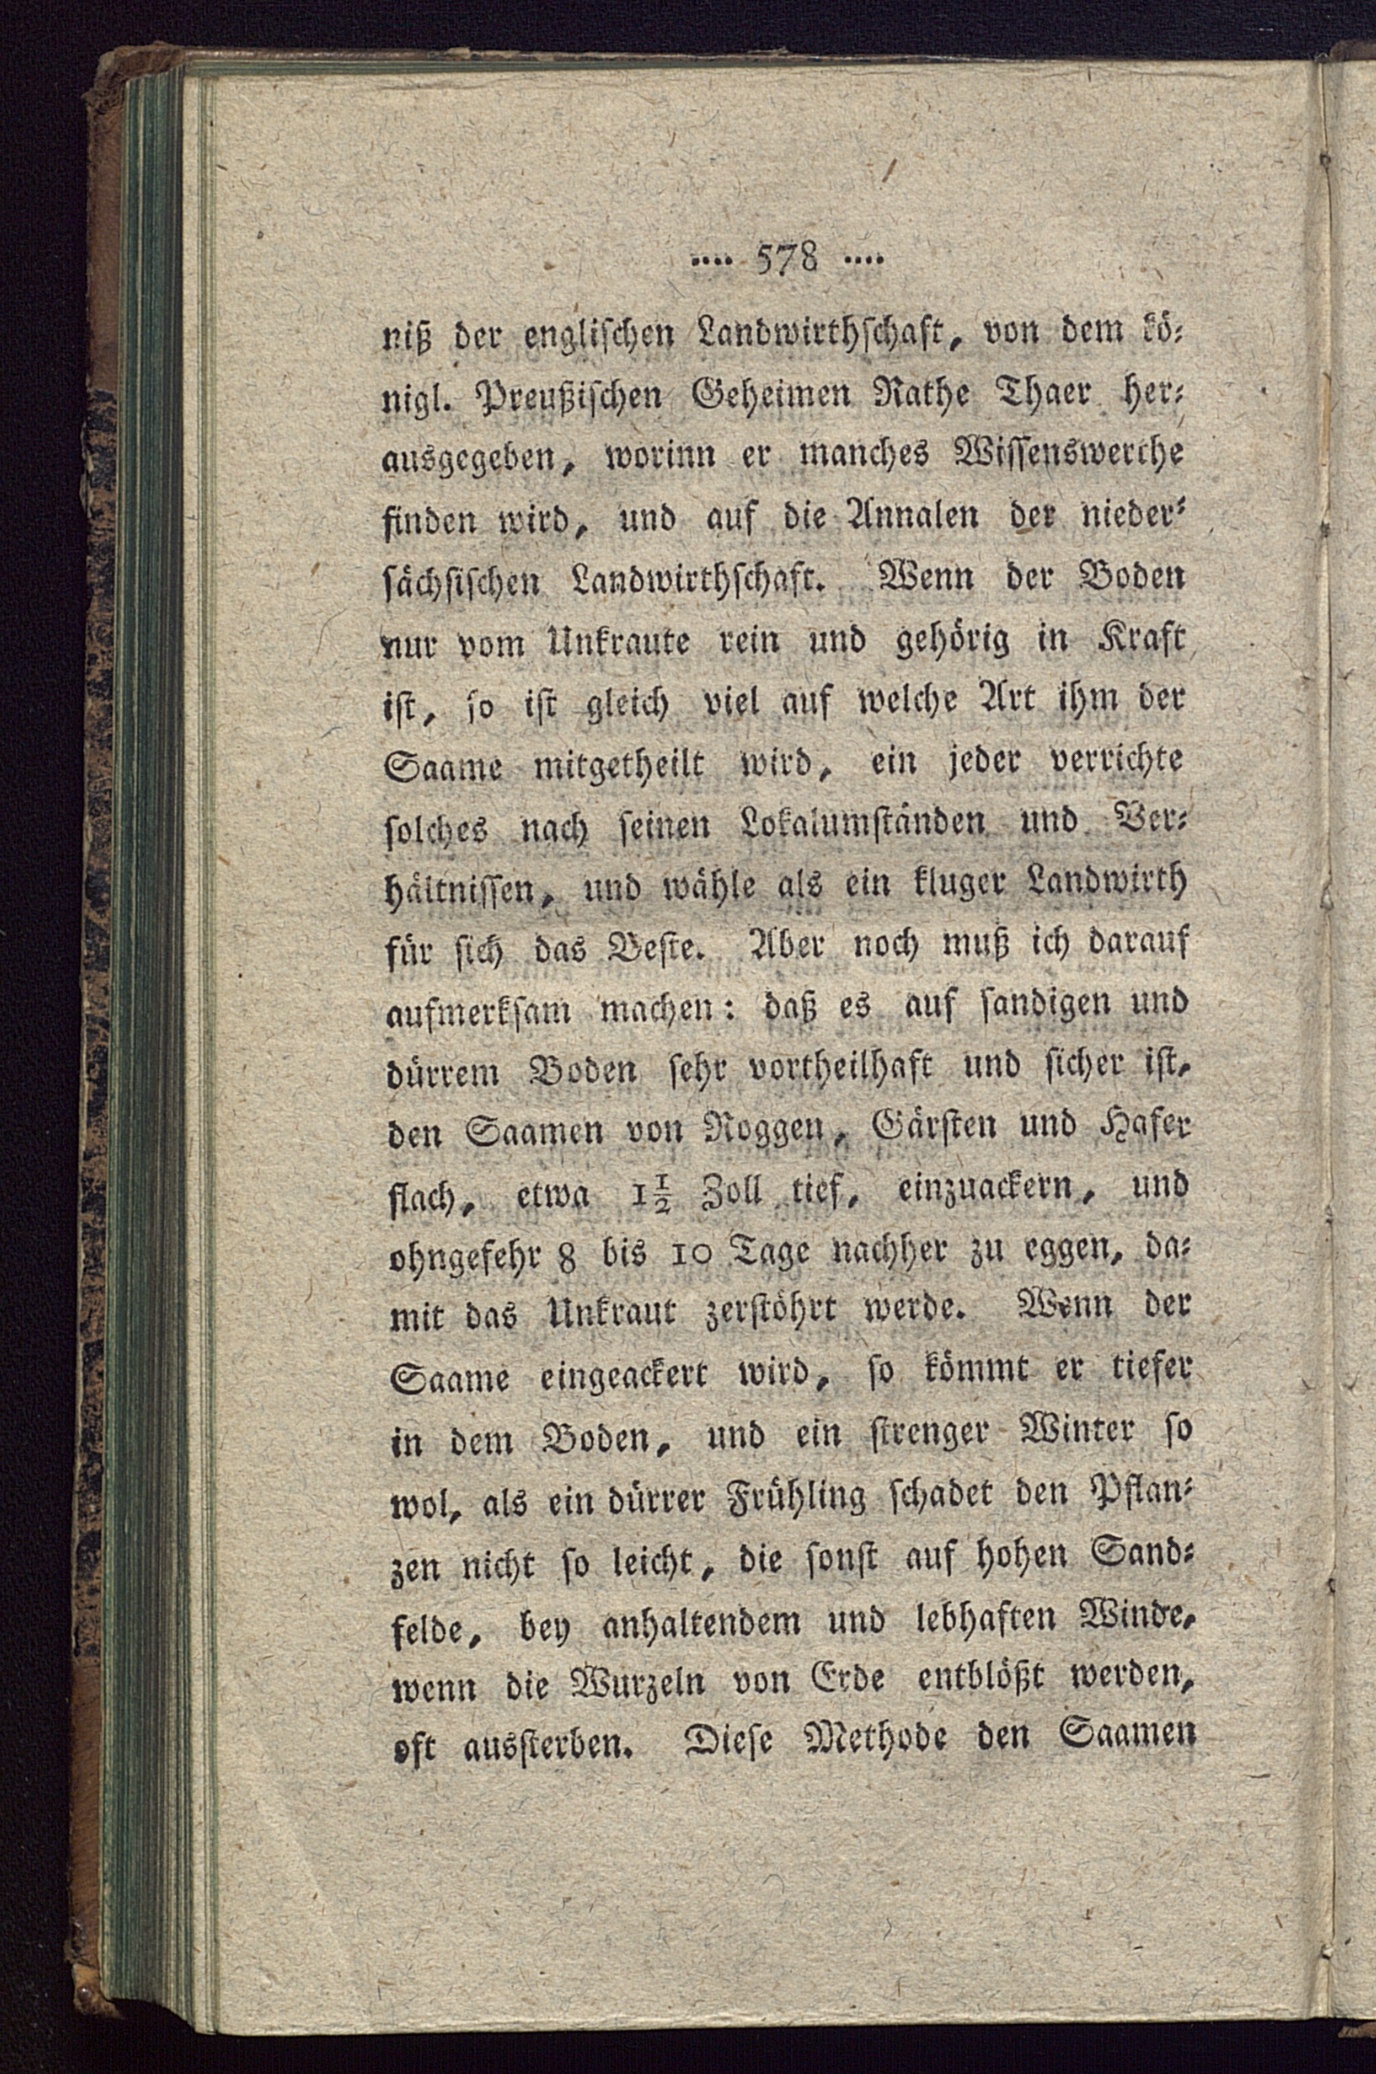 .... 578 ....
niß der englischen Landwirthschaft, von dem kö-
nigl. Preußischen Geheimen Rathe Thaer her-
ausgegeben, worinn er manches Wissenswerthe
finden wird, und auf die Annalen der nieder-
sächsischen Landwirthschaft. Wenn der Boden
nur vom Unkraute rein und gehörig in Kraft
ist, so ist gleich viel auf welche Art ihm der
Saame mitgetheilt wird, ein jeder verrichte
solches nach seinen Lokalumständen und Ver-
hältnissen, und wähle als ein kluger Landwirth
für sich das Beste. Aber noch muß ich darauf
aufmerksam machen: daß es auf sandigen und
dürrem Boden sehr vortheilhaft und sicher ist,
den Saamen von Roggen, Gärsten und Hafer
flach, etwa 1½ Zoll tief, einzuackern, und
ohngefehr 8 bis 10 Tage nachher zu eggen, da-
mit das Unkraut zerstöhrt werde. Wenn der
Saame eingeackert wird, so kömmt er tiefer
in dem Boden, und ein strenger Winter so
wol, als ein dürrer Frühling schadet den Pflan-
zen nicht so leicht, die sonst auf hohen Sand-
felde, bey anhaltendem und lebhaften Winde,
wenn die Wurzeln von Erde entblößt werden,
oft aussterben. Diese Methode den Saamen